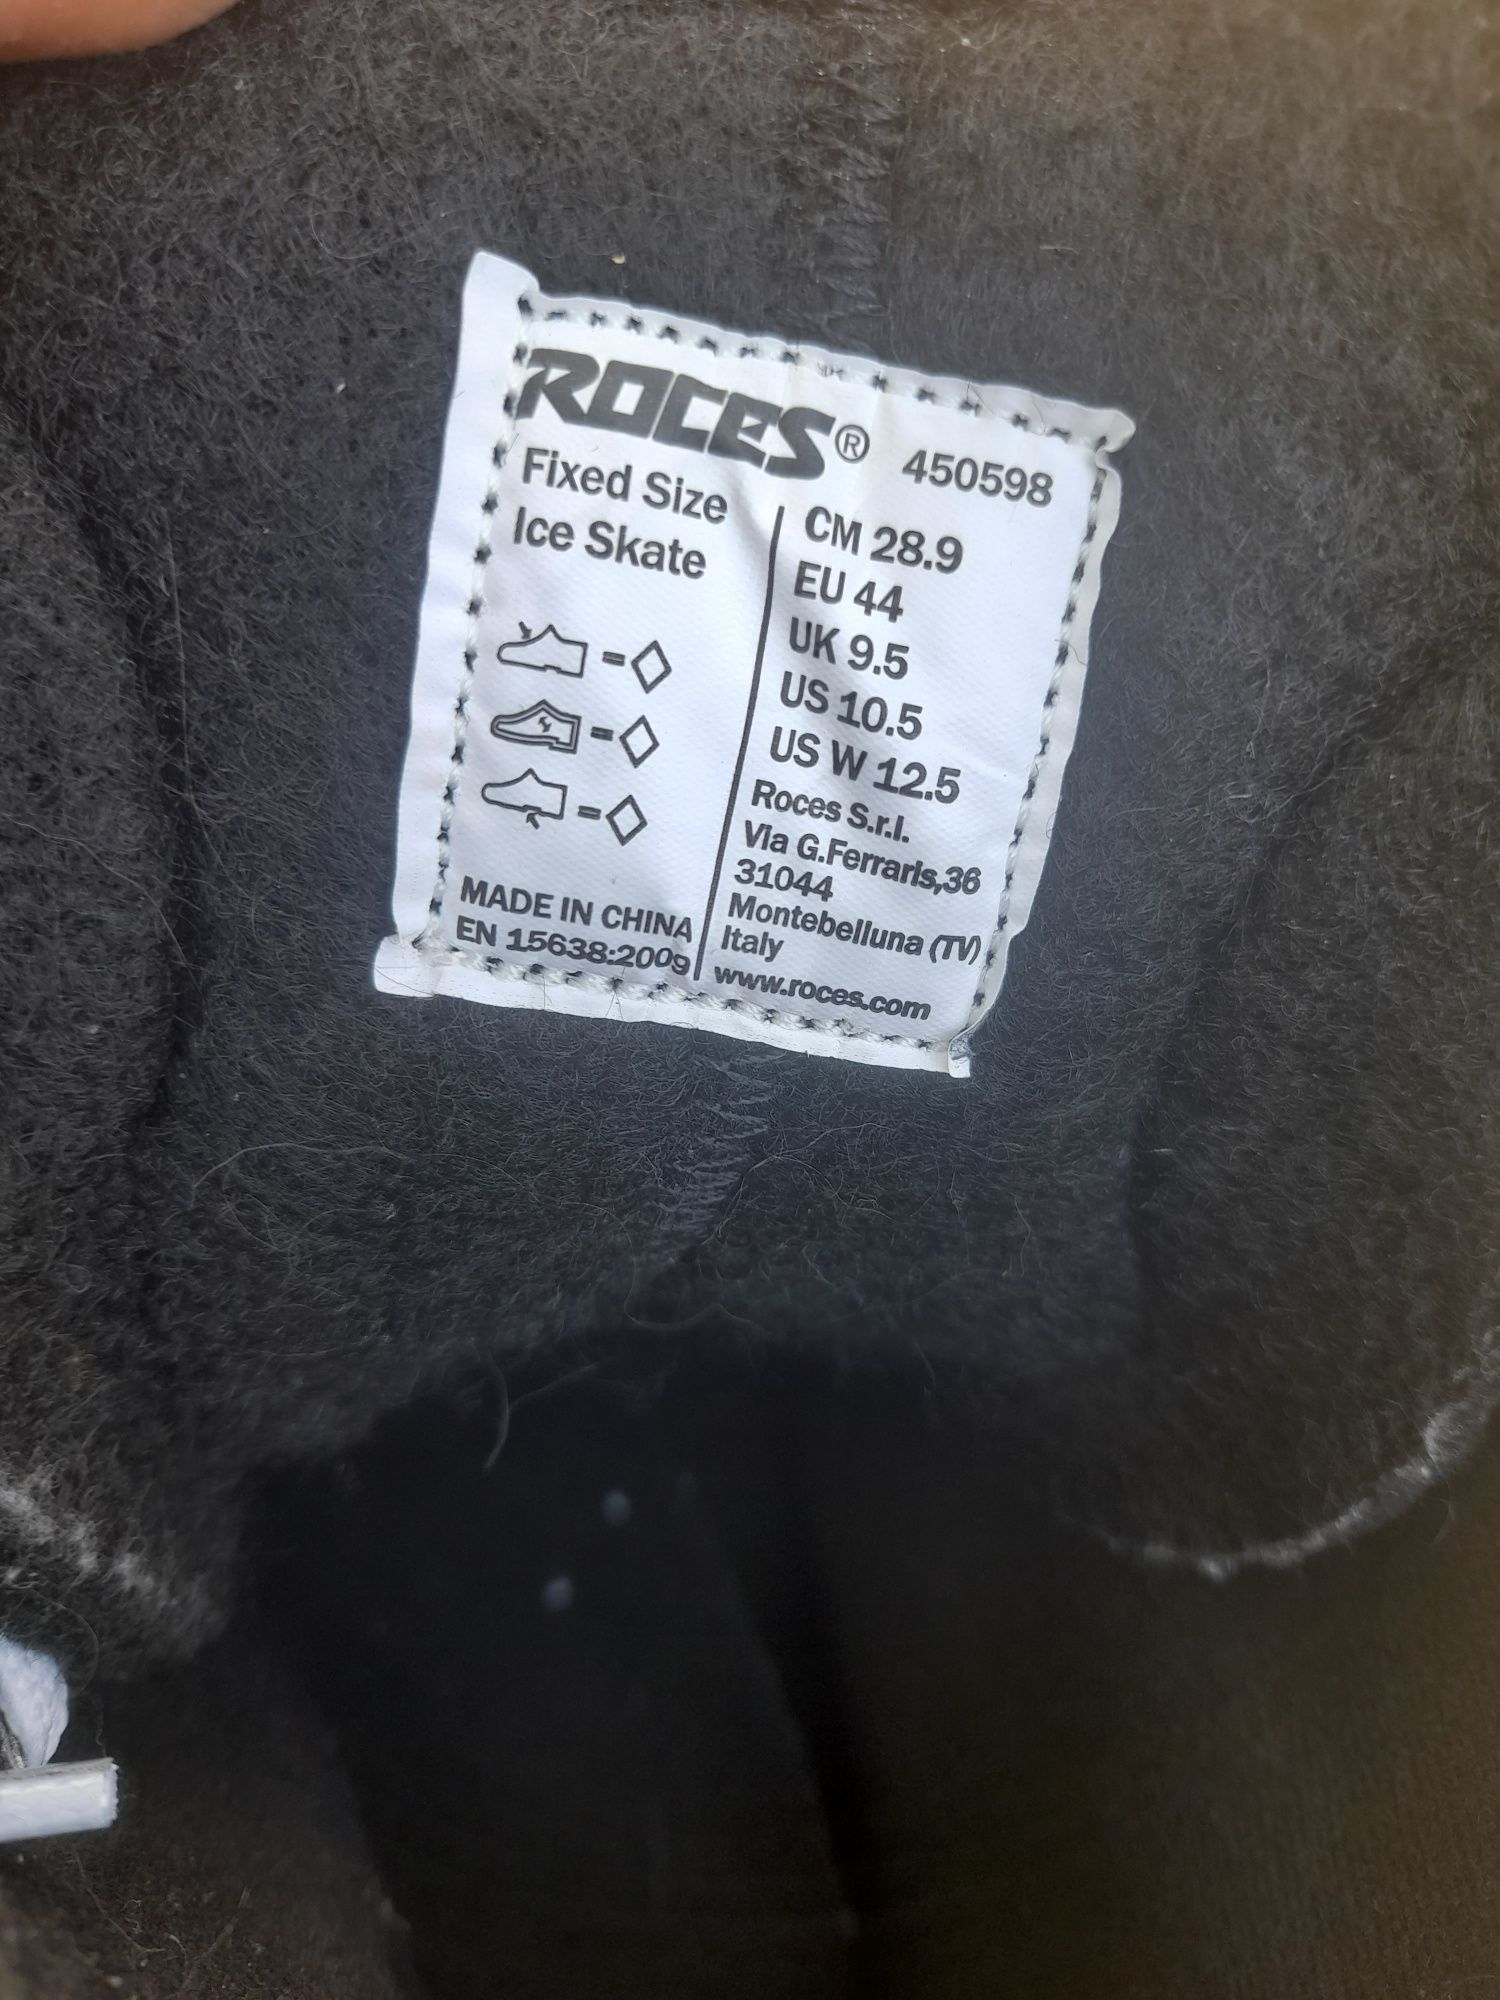 ROCES® 450598
Fixed Size
Ice Skate
= ◇
= ◇
= ◇
MADE IN CHINA
EN 15638:2009
CM 28.9
EU 44
UK 9.5
US 10.5
US W 12.5
Roces S.r.l.
Via G.Ferraris,36
31044
Montebelluna (TV)
Italy
www.roces.com